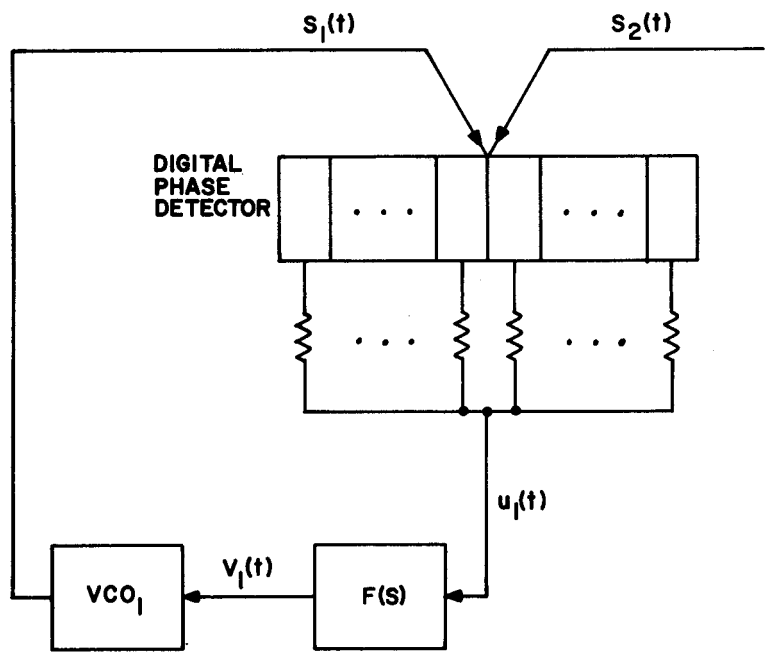 S₁(t)
S₂(t)
DIGITAL
PHASE
DETECTOR
. . .
. . .
. . .
. . .
u₁(t)
V₁(t)
VCO₁
F(S)